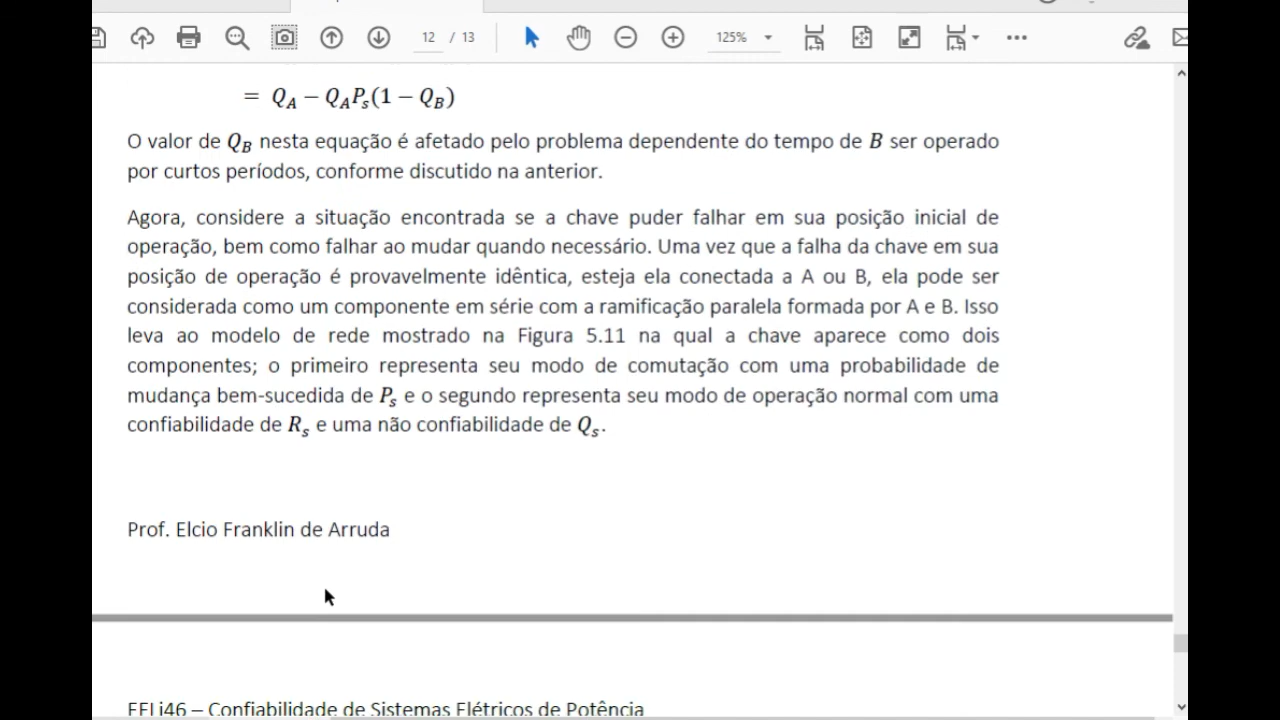 12 / 13
125%
= Q_A − Q_A P_s (1 − Q_B)
O valor de Q_B nesta equação é afetado pelo problema dependente do tempo de B ser operado
por curtos períodos, conforme discutido na anterior.
Agora, considere a situação encontrada se a chave puder falhar em sua posição inicial de
operação, bem como falhar ao mudar quando necessário. Uma vez que a falha da chave em sua
posição de operação é provavelmente idêntica, esteja ela conectada a A ou B, ela pode ser
considerada como um componente em série com a ramificação paralela formada por A e B. Isso
leva ao modelo de rede mostrado na Figura 5.11 na qual a chave aparece como dois
componentes; o primeiro representa seu modo de comutação com uma probabilidade de
mudança bem-sucedida de P_s e o segundo representa seu modo de operação normal com uma
confiabilidade de R_s e uma não confiabilidade de Q_s.
Prof. Elcio Franklin de Arruda
– Confiabilidade de Sistemas Elétricos de Potência